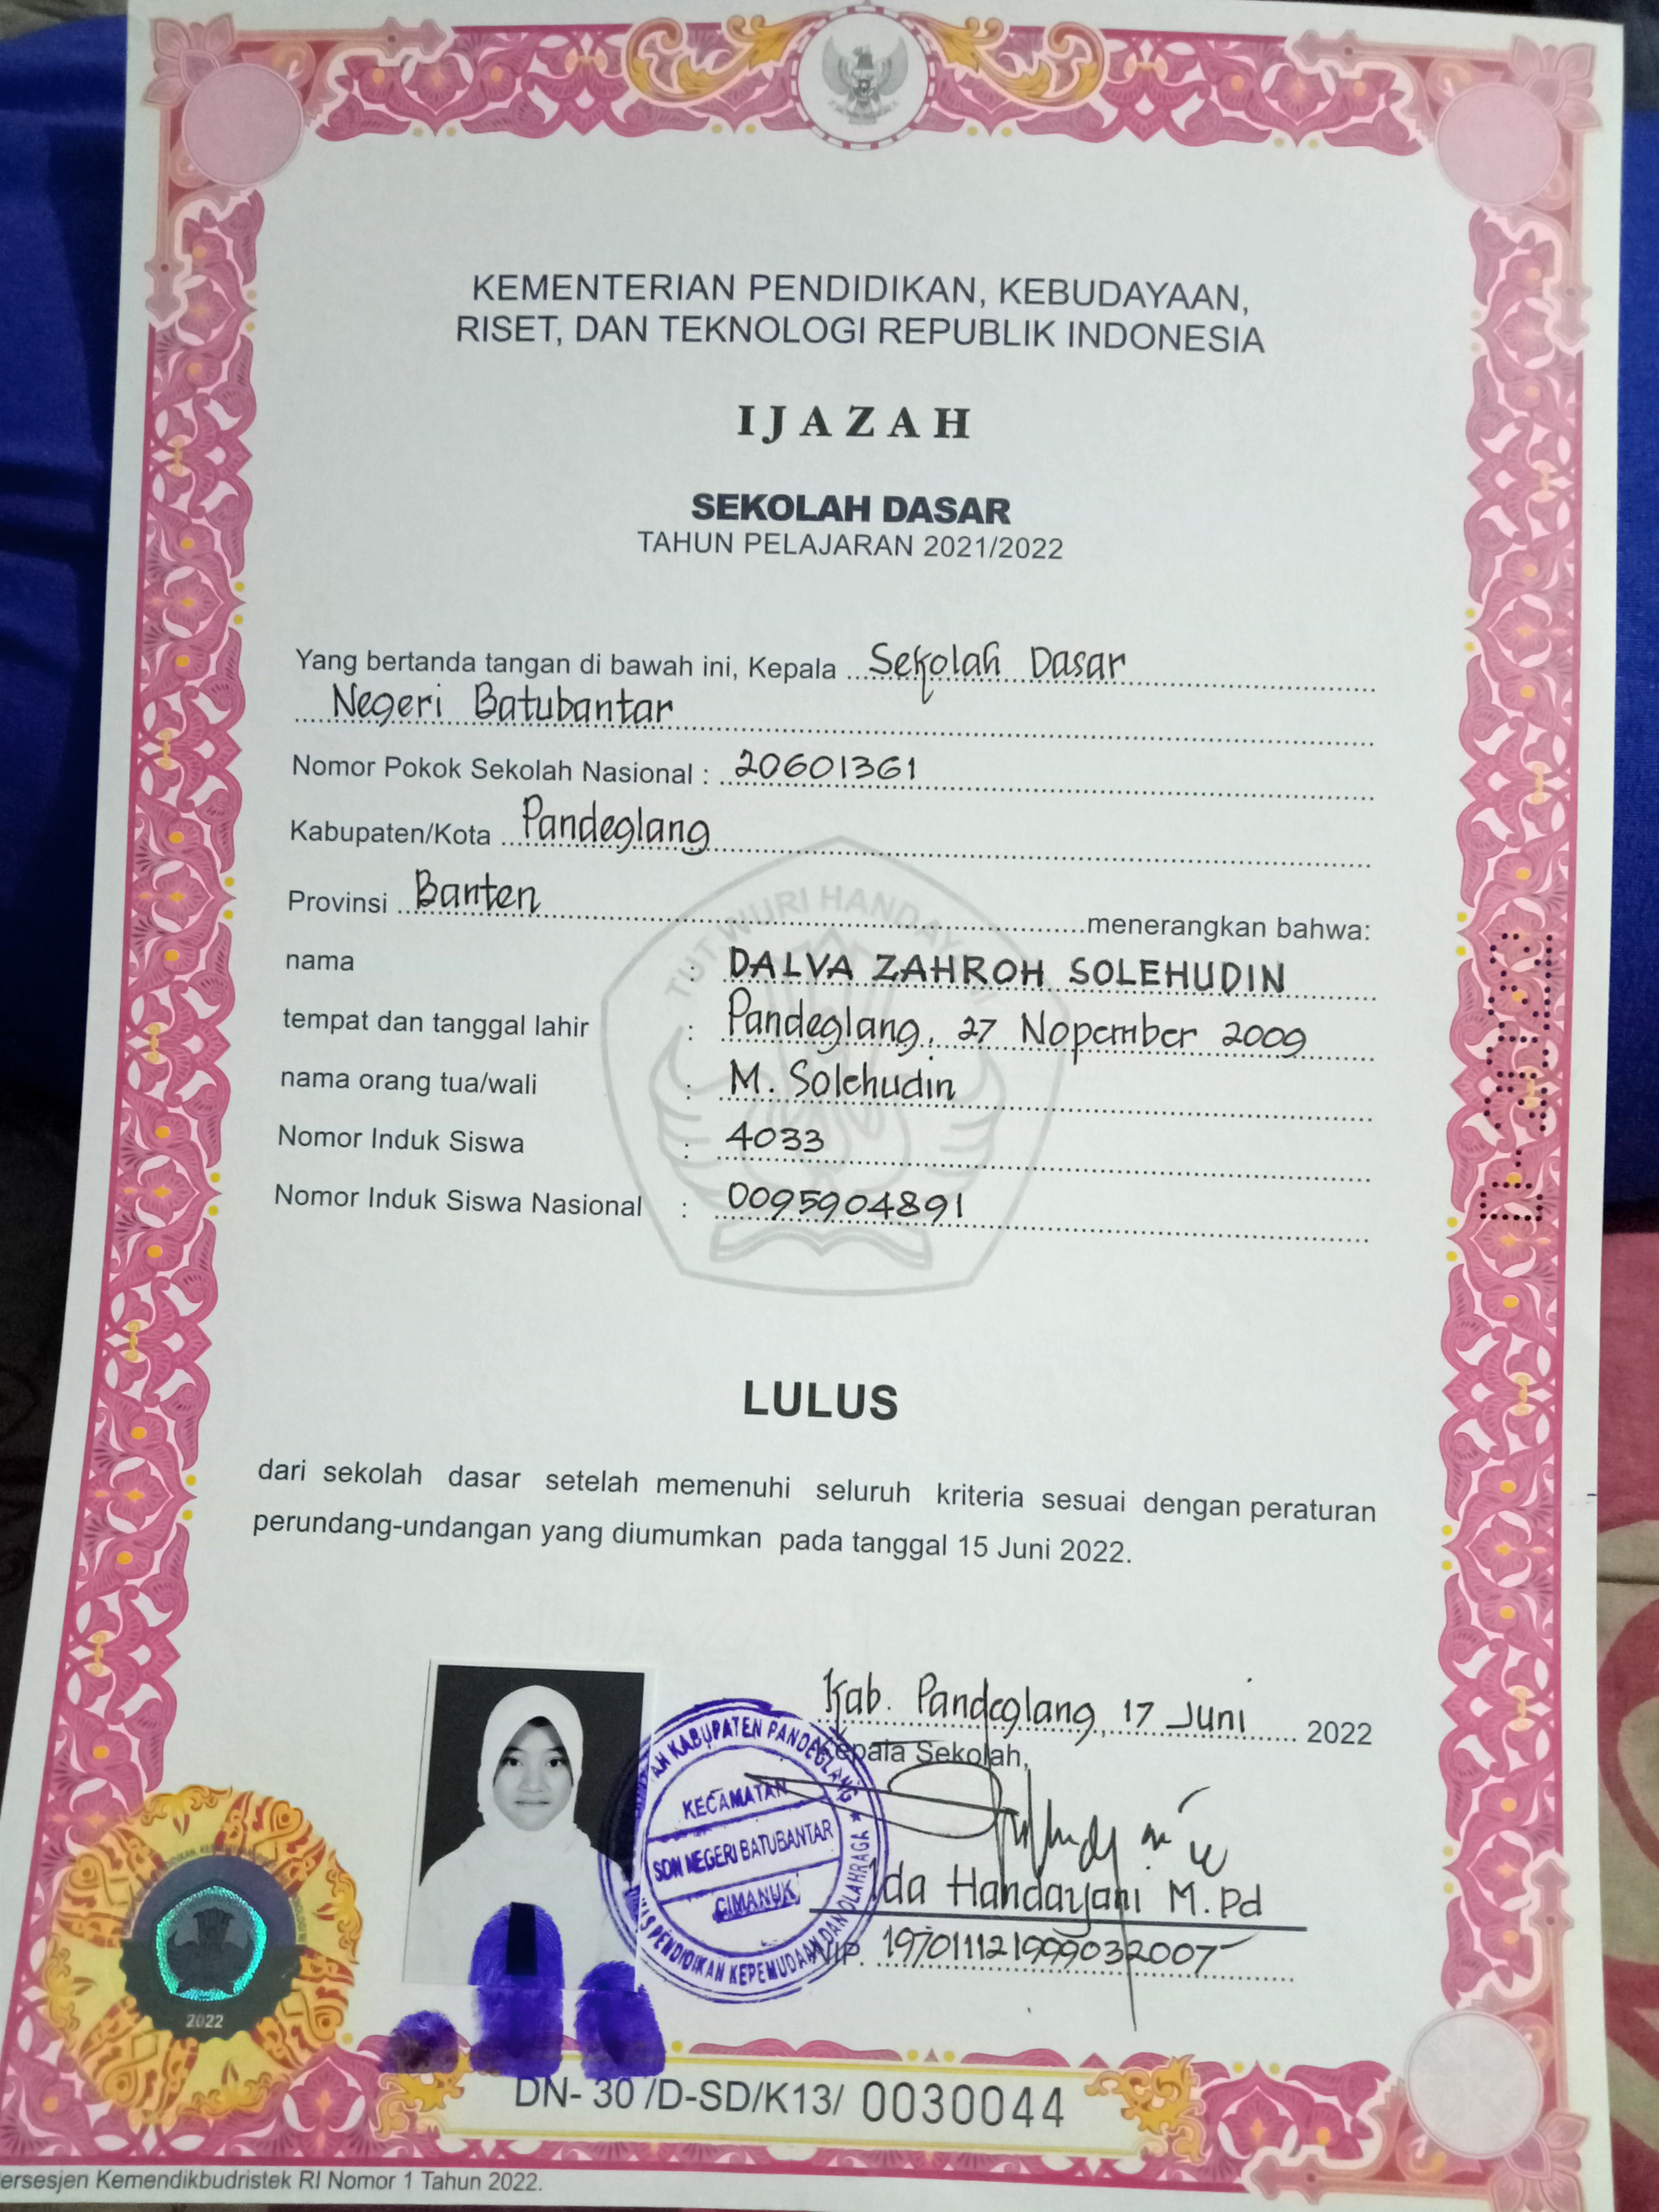 KEMENTERIAN PENDIDIKAN, KEBUDAYAAN,
RISET, DAN TEKNOLOGI REPUBLIK INDONESIA
IJAZAH
SEKOLAH DASAR
TAHUN PELAJARAN 2021/2022
Yang bertanda tangan di bawah ini, Kepala Sekolah Dasar
Negeri Batubantar
Nomor Pokok Sekolah Nasional : 20601361
Kabupaten/Kota Pandeglang
Provinsi Banten menerangkan bahwa:
nama : DALVA ZAHROH SOLEHUDIN
tempat dan tanggal lahir : Pandeglang, 27 Nopember 2009
nama orang tua/wali : M. Solehudin
Nomor Induk Siswa : 4033
Nomor Induk Siswa Nasional : 0095904891
TUT WURI HANDAYANI
LULUS
dari sekolah dasar setelah memenuhi seluruh kriteria sesuai dengan peraturan
perundang-undangan yang diumumkan pada tanggal 15 Juni 2022.
Kab. Pandeglang, 17 Juni 2022
Kepala Sekolah,
Ida Handayani M.Pd
NIP. 197011121999032007
KABUPATEN PANDEGLANG
KECAMATAN
SDN NEGERI BATUBANTAR
CIMANUK
PENDIDIKAN KEPEMUDAAN DAN OLAHRAGA
2022
DN-30/D-SD/K13/ 0030044
ersesjen Kemendikbudristek RI Nomor 1 Tahun 2022.